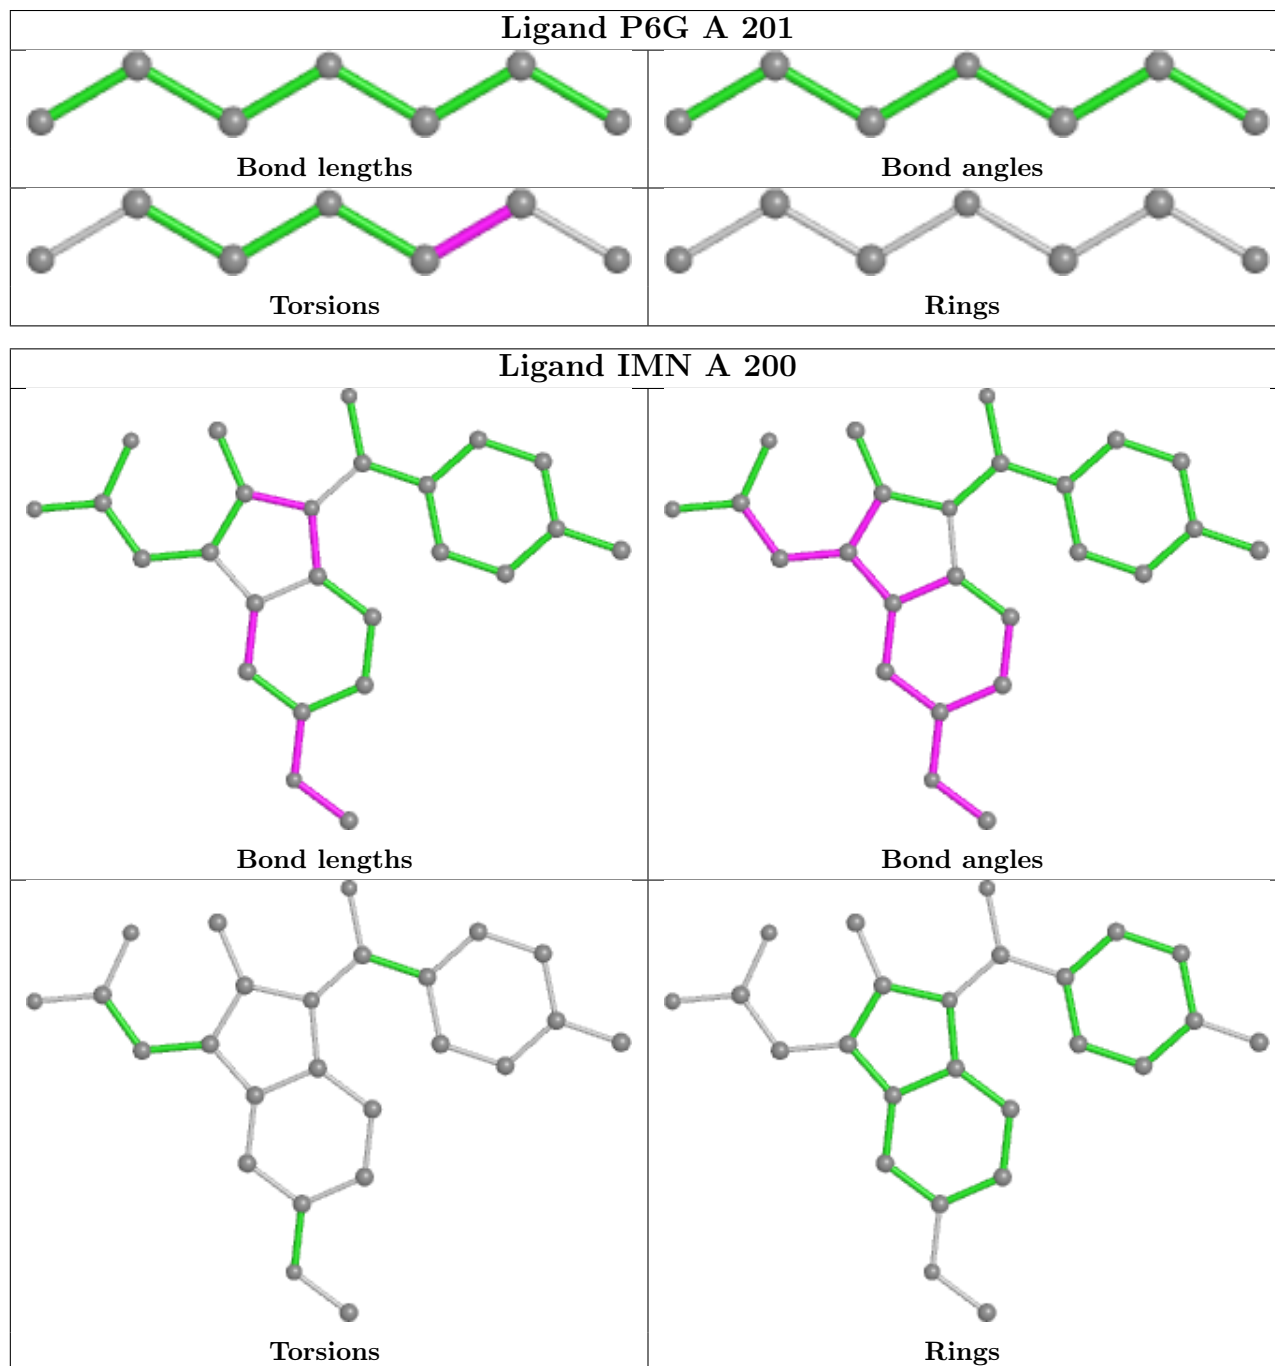 Ligand P6G A 201
Bond lengths
Bond angles
Torsions
Rings
Ligand IMN A 200
Bond lengths
Bond angles
Torsions
Rings